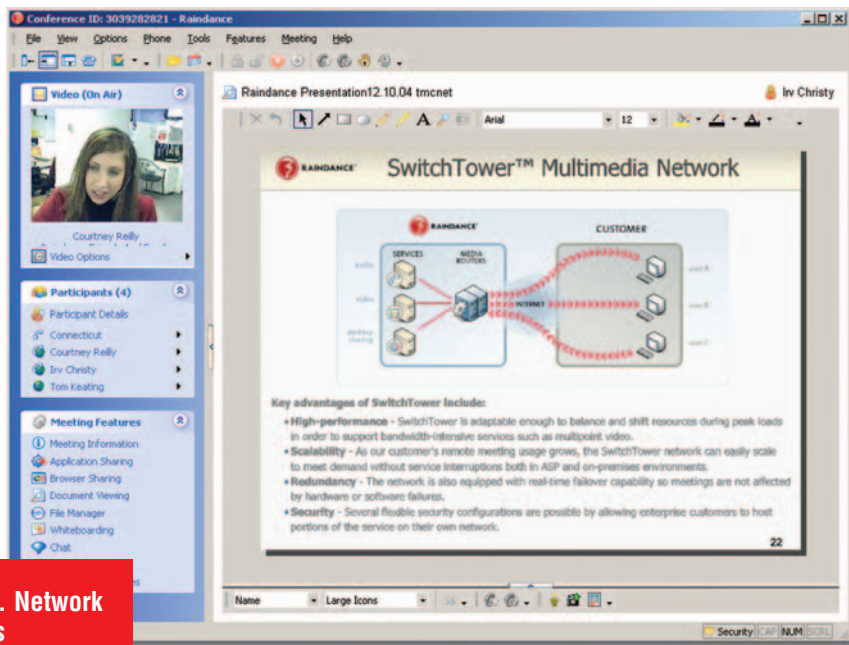 Conference ID: 3039282821 - Raindance
File View Options Phone Tools Features Meeting Help
Video (On Air)
Courtney Reilly
Video Options
Participants (4)
Participant Details
Connecticut
Courtney Reilly
Irv Christy
Tom Keating
Meeting Features
Meeting Information
Application Sharing
Browser Sharing
Document Viewing
File Manager
Whiteboarding
Chat
. Network
s
Raindance Presentation12.10.04 tmcnet
Irv Christy
A Arial 12 A
RAINDANCE SwitchTower™ Multimedia Network
RAINDANCE CUSTOMER
SERVICES MEDIA ROUTERS
audio
video
desktop sharing
INTERNET
user A
user B
user C
Key advantages of SwitchTower include:
• High-performance - SwitchTower is adaptable enough to balance and shift resources during peak loads
in order to support bandwidth-intensive services such as multipoint video.
• Scalability - As our customer's remote meeting usage grows, the SwitchTower network can easily scale
to meet demand without service interruptions both in ASP and on-premises environments.
• Redundancy - The network is also equipped with real-time failover capability so meetings are not affected
by hardware or software failures.
• Security - Several flexible security configurations are possible by allowing enterprise customers to host
portions of the service on their own network.
22
Name Large Icons
Security CAP NUM SCRL